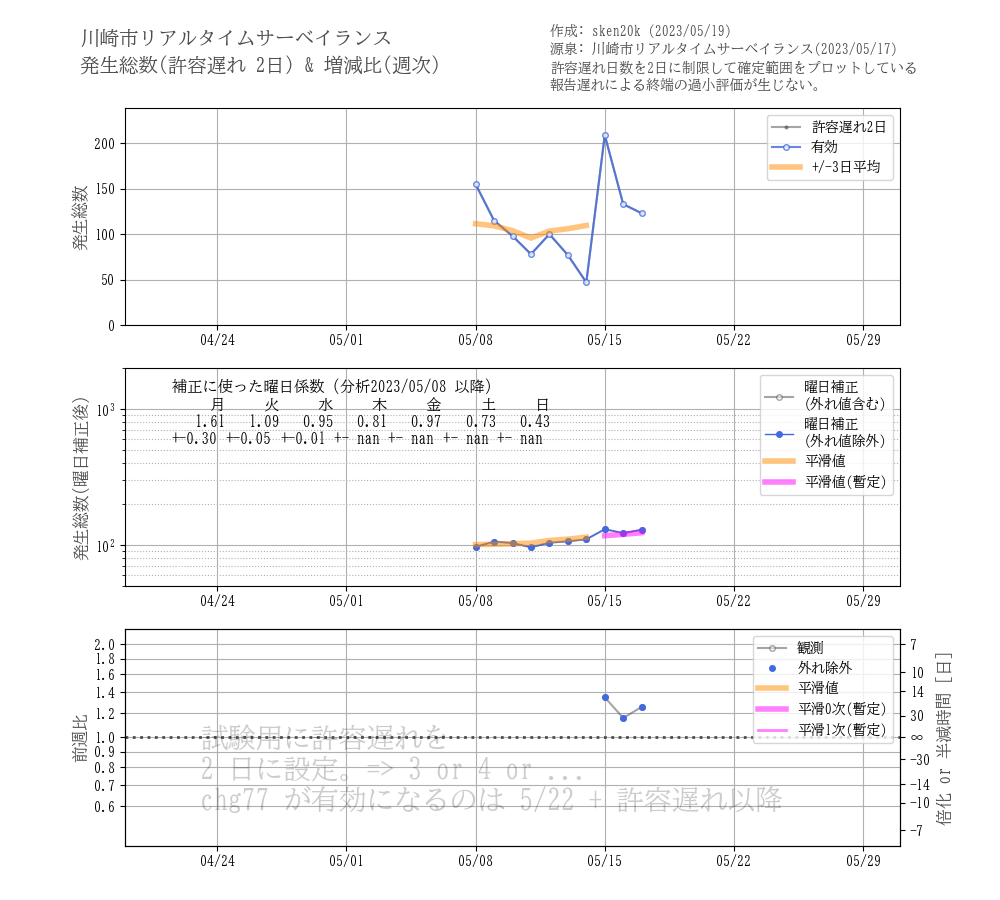 川崎市リアルタイムサーベイランス
発生総数(許容遅れ 2日) & 増減比(週次)
作成: sken20k (2023/05/19)
源泉: 川崎市リアルタイムサーベイランス(2023/05/17)
許容遅れ日数を2日に制限して確定範囲をプロットしている
報告遅れによる終端の過小評価が生じない。
発生総数
200
150
100
50
0
許容遅れ2日
有効
+/-3日平均
04/24 05/01 05/08 05/15 05/22 05/29
発生総数(曜日補正後)
10³
10²
補正に使った曜日係数 (分析2023/05/08 以降)
月 火 水 木 金 土 日
1.61 1.09 0.95 0.81 0.97 0.73 0.43
+-0.30 +-0.05 +-0.01 +- nan +- nan +- nan +- nan
曜日補正
(外れ値含む)
曜日補正
(外れ値除外)
平滑値
平滑値(暫定)
04/24 05/01 05/08 05/15 05/22 05/29
前週比
2.0
1.8
1.6
1.4
1.2
1.0
0.9
0.8
0.7
0.6
観測
外れ除外
平滑値
平滑0次(暫定)
平滑1次(暫定)
試験用に許容遅れを
2 日に設定。=> 3 or 4 or ...
chg77 が有効になるのは 5/22 + 許容遅れ以降
7
10
14
30
∞
-30
-14
-10
-7
倍化 or 半減時間 [日]
04/24 05/01 05/08 05/15 05/22 05/29